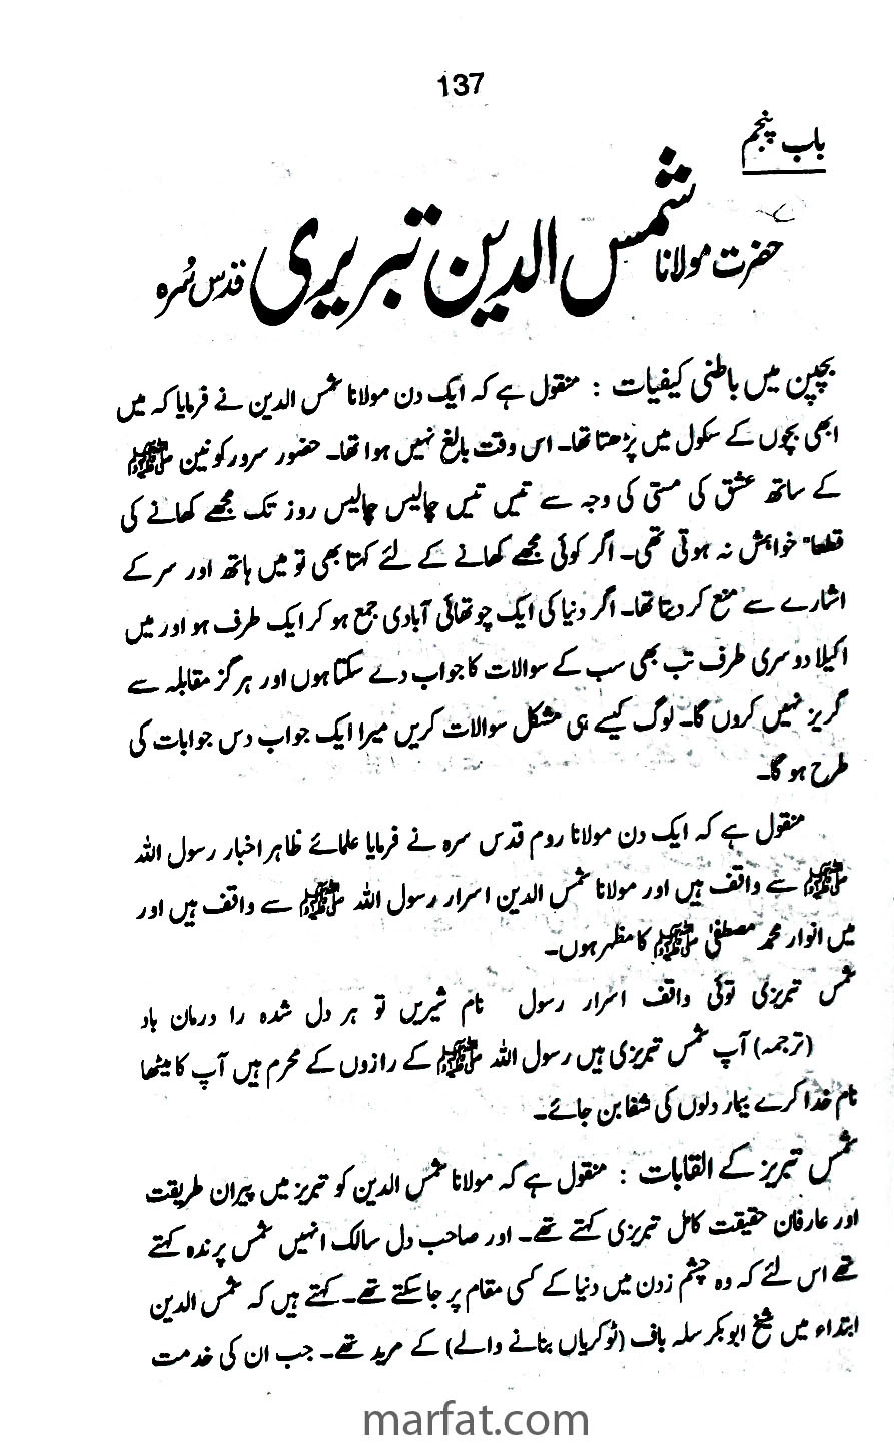 137
باب پنجم
حضرت مولانا شمس الدین تبریزی قدس سُرہ
بچپن میں باطنی کیفیات : منقول ہے کہ ایک دن مولانا شمس الدین نے فرمایا کہ میں
ابھی بچوں کے سکول میں پڑھتا تھا۔ اس وقت بالغ نہیں ہوا تھا۔ حضور سرور کونین ﷺ
کے ساتھ عشق کی مستی کی وجہ سے تیس تیس چالیس چالیس روز تک مجھے کھانے کی
قطعاً خواہش نہ ہوتی تھی۔ اگر کوئی مجھے کھانے کے لئے کہتا بھی تو میں ہاتھ اور سر کے
اشارے سے منع کر دیتا تھا۔ اگر دنیا کی ایک چوتھائی آبادی جمع ہو کر ایک طرف ہو اور میں
اکیلا دوسری طرف تب بھی سب کے سوالات کا جواب دے سکتا ہوں اور ہرگز مقابلہ سے
گریز نہیں کروں گا۔ لوگ کیسے ہی مشکل سوالات کریں میرا ایک جواب دس جوابات کی
طرح ہو گا۔
منقول ہے کہ ایک دن مولانا روم قدس سرہ نے فرمایا علمائے ظاہر اخبار رسول اللہ
ﷺ سے واقف ہیں اور مولانا شمس الدین اسرار رسول اللہ ﷺ سے واقف ہیں اور
میں انوار محمد مصطفیٰ ﷺ کا مظہر ہوں۔
شمس تبریزی توئی واقف اسرار رسول نام شیریں تو ہر دل شدہ را درمان باد
(ترجمہ) آپ شمس تبریزی ہیں رسول اللہ ﷺ کے رازوں کے محرم ہیں آپ کا میٹھا
نام خدا کرے بیمار دلوں کی شفا بن جائے۔
شمس تبریز کے القابات : منقول ہے کہ مولانا شمس الدین کو تبریز میں پیران طریقت
اور عارفان حقیقت کامل تبریزی کہتے تھے۔ اور صاحب دل سالک انہیں شمس پرندہ کہتے
تھے اس لئے کہ وہ چشم زدن میں دنیا کے کسی مقام پر جا سکتے تھے۔ کہتے ہیں کہ شمس الدین
ابتداء میں شیخ ابوبکر سلہ باف (ٹوکریاں بنانے والے) کے مرید تھے۔ جب ان کی خدمت
marfat.com